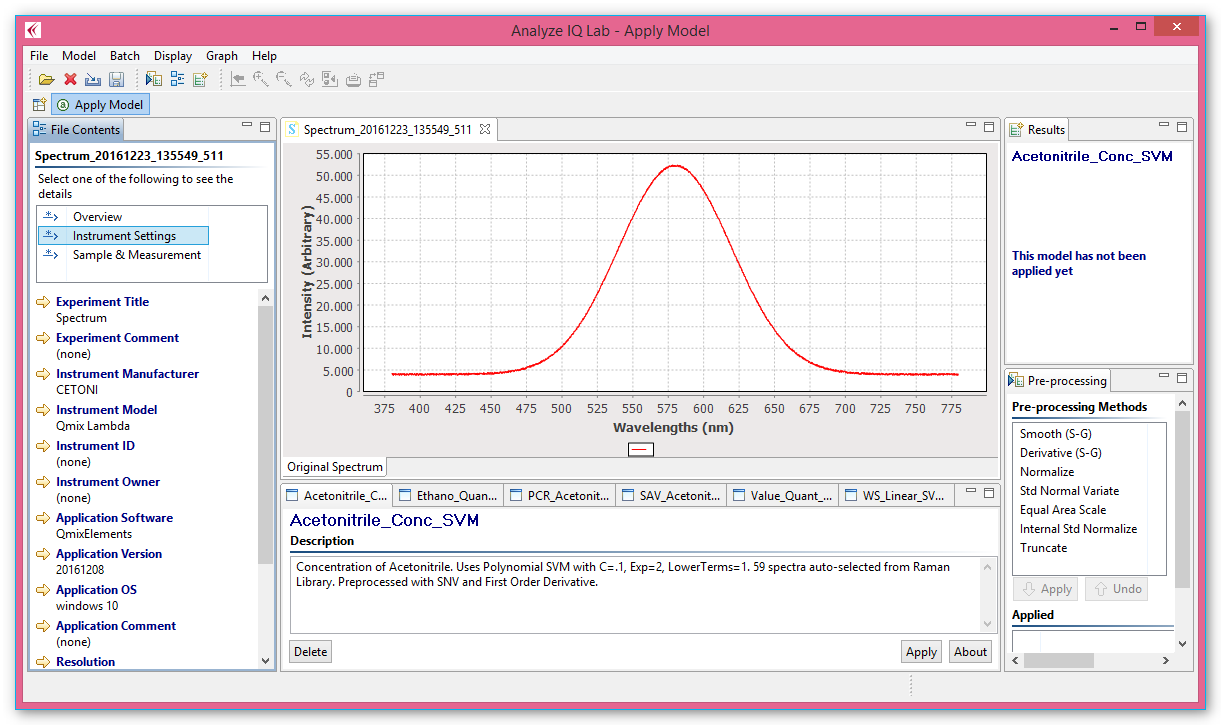 Analyze IQ Lab - Apply Model
File Model Batch Display Graph Help
Apply Model
File Contents
Spectrum_20161223_135549_511
Select one of the following to see the
details
Overview
Instrument Settings
Sample & Measurement
Experiment Title
Spectrum
Experiment Comment
(none)
Instrument Manufacturer
CETONI
Instrument Model
Qmix Lambda
Instrument ID
(none)
Instrument Owner
(none)
Application Software
QmixElements
Application Version
20161208
Application OS
windows 10
Application Comment
(none)
Resolution
Spectrum_20161223_135549_511
55.000
50.000
45.000
40.000
35.000
30.000
25.000
20.000
15.000
10.000
5.000
0
Intensity (Arbitrary)
375 400 425 450 475 500 525 550 575 600 625 650 675 700 725 750 775
Wavelengths (nm)
Original Spectrum
Acetonitrile_C... Ethano_Quan... PCR_Acetonit... SAV_Acetonit... Value_Quant_... WS_Linear_SV...
Acetonitrile_Conc_SVM
Description
Concentration of Acetonitrile. Uses Polynomial SVM with C=.1, Exp=2, LowerTerms=1. 59 spectra auto-selected from Raman
Library. Preprocessed with SNV and First Order Derivative.
Delete Apply About
Results
Acetonitrile_Conc_SVM
This model has not been
applied yet
Pre-processing
Pre-processing Methods
Smooth (S-G)
Derivative (S-G)
Normalize
Std Normal Variate
Equal Area Scale
Internal Std Normalize
Truncate
Apply Undo
Applied